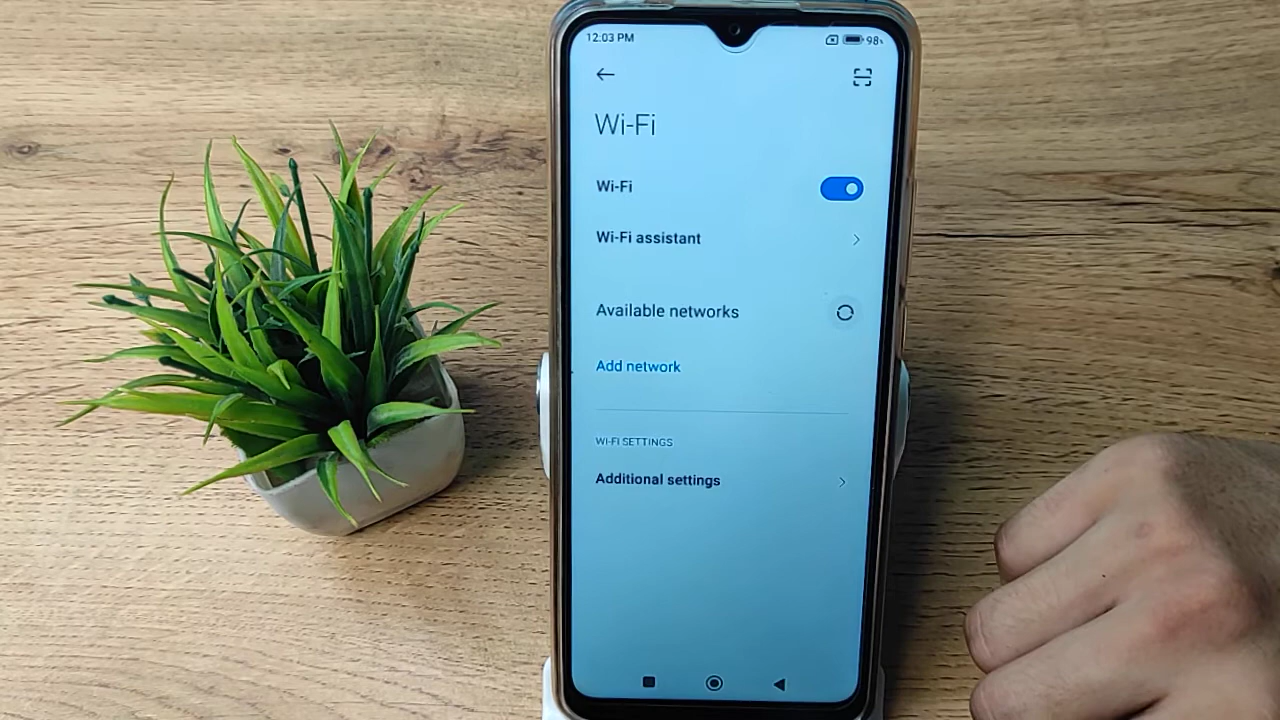 12:03 PM
98%
Wi-Fi
Wi-Fi
Wi-Fi assistant
Available networks
Add network
WI-FI SETTINGS
Additional settings